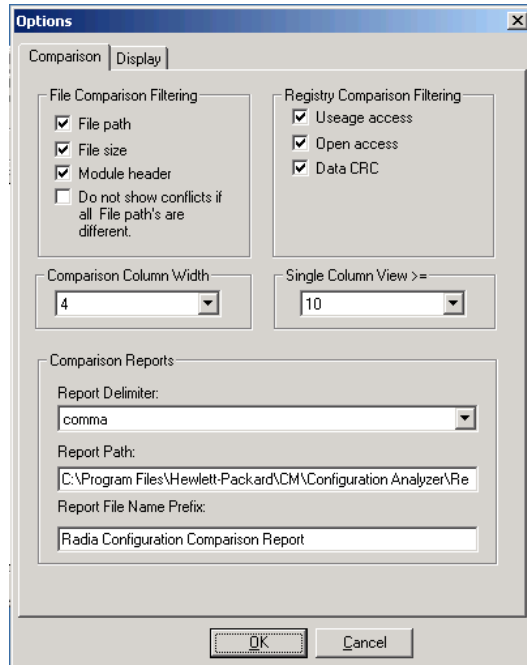 Options
Comparison
Display
File Comparison Filtering
File path
File size
Module header
Do not show conflicts if
all File path's are
different.
Registry Comparison Filtering
Useage access
Open access
Data CRC
Comparison Column Width
4
Single Column View >=
10
Comparison Reports
Report Delimiter:
comma
Report Path:
C:\Program Files\Hewlett-Packard\CM\Configuration Analyzer\Re
Report File Name Prefix:
Radia Configuration Comparison Report
OK
Cancel